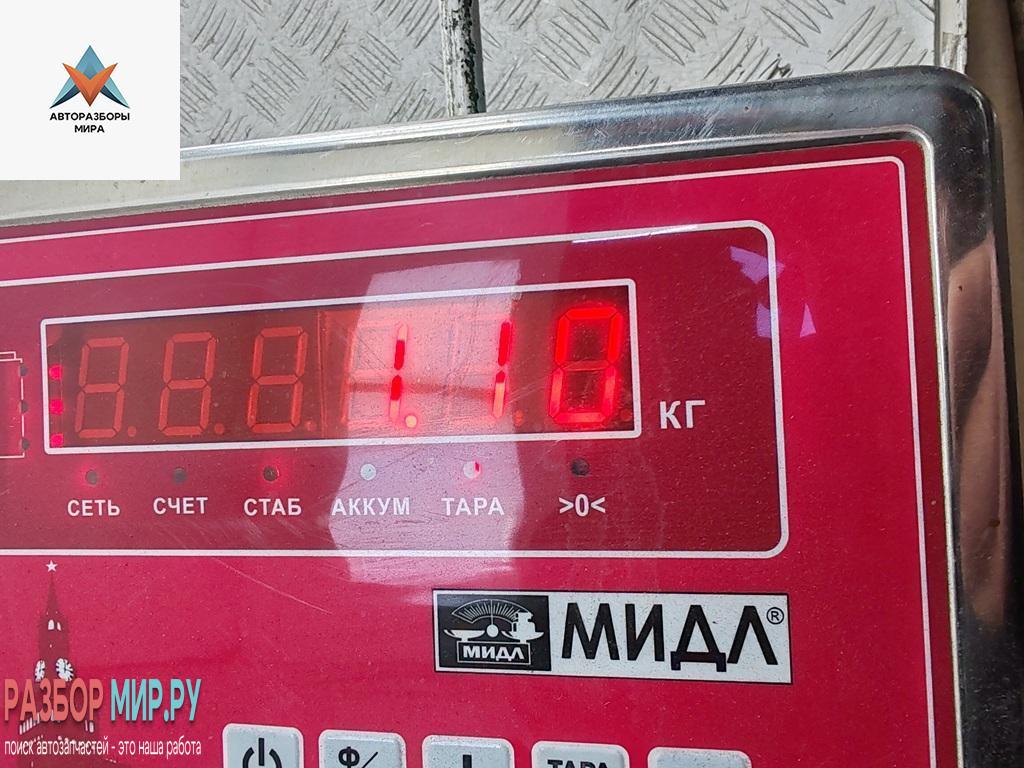 АВТОРАЗБОРЫ
МИРА
1.10
КГ
СЕТЬ СЧЕТ СТАБ АККУМ ТАРА >0<
МИДЛ МИДЛ®
РАЗБОР МИР.РУ
поиск автозапчастей - это наша работа
Ф/ ТАРА